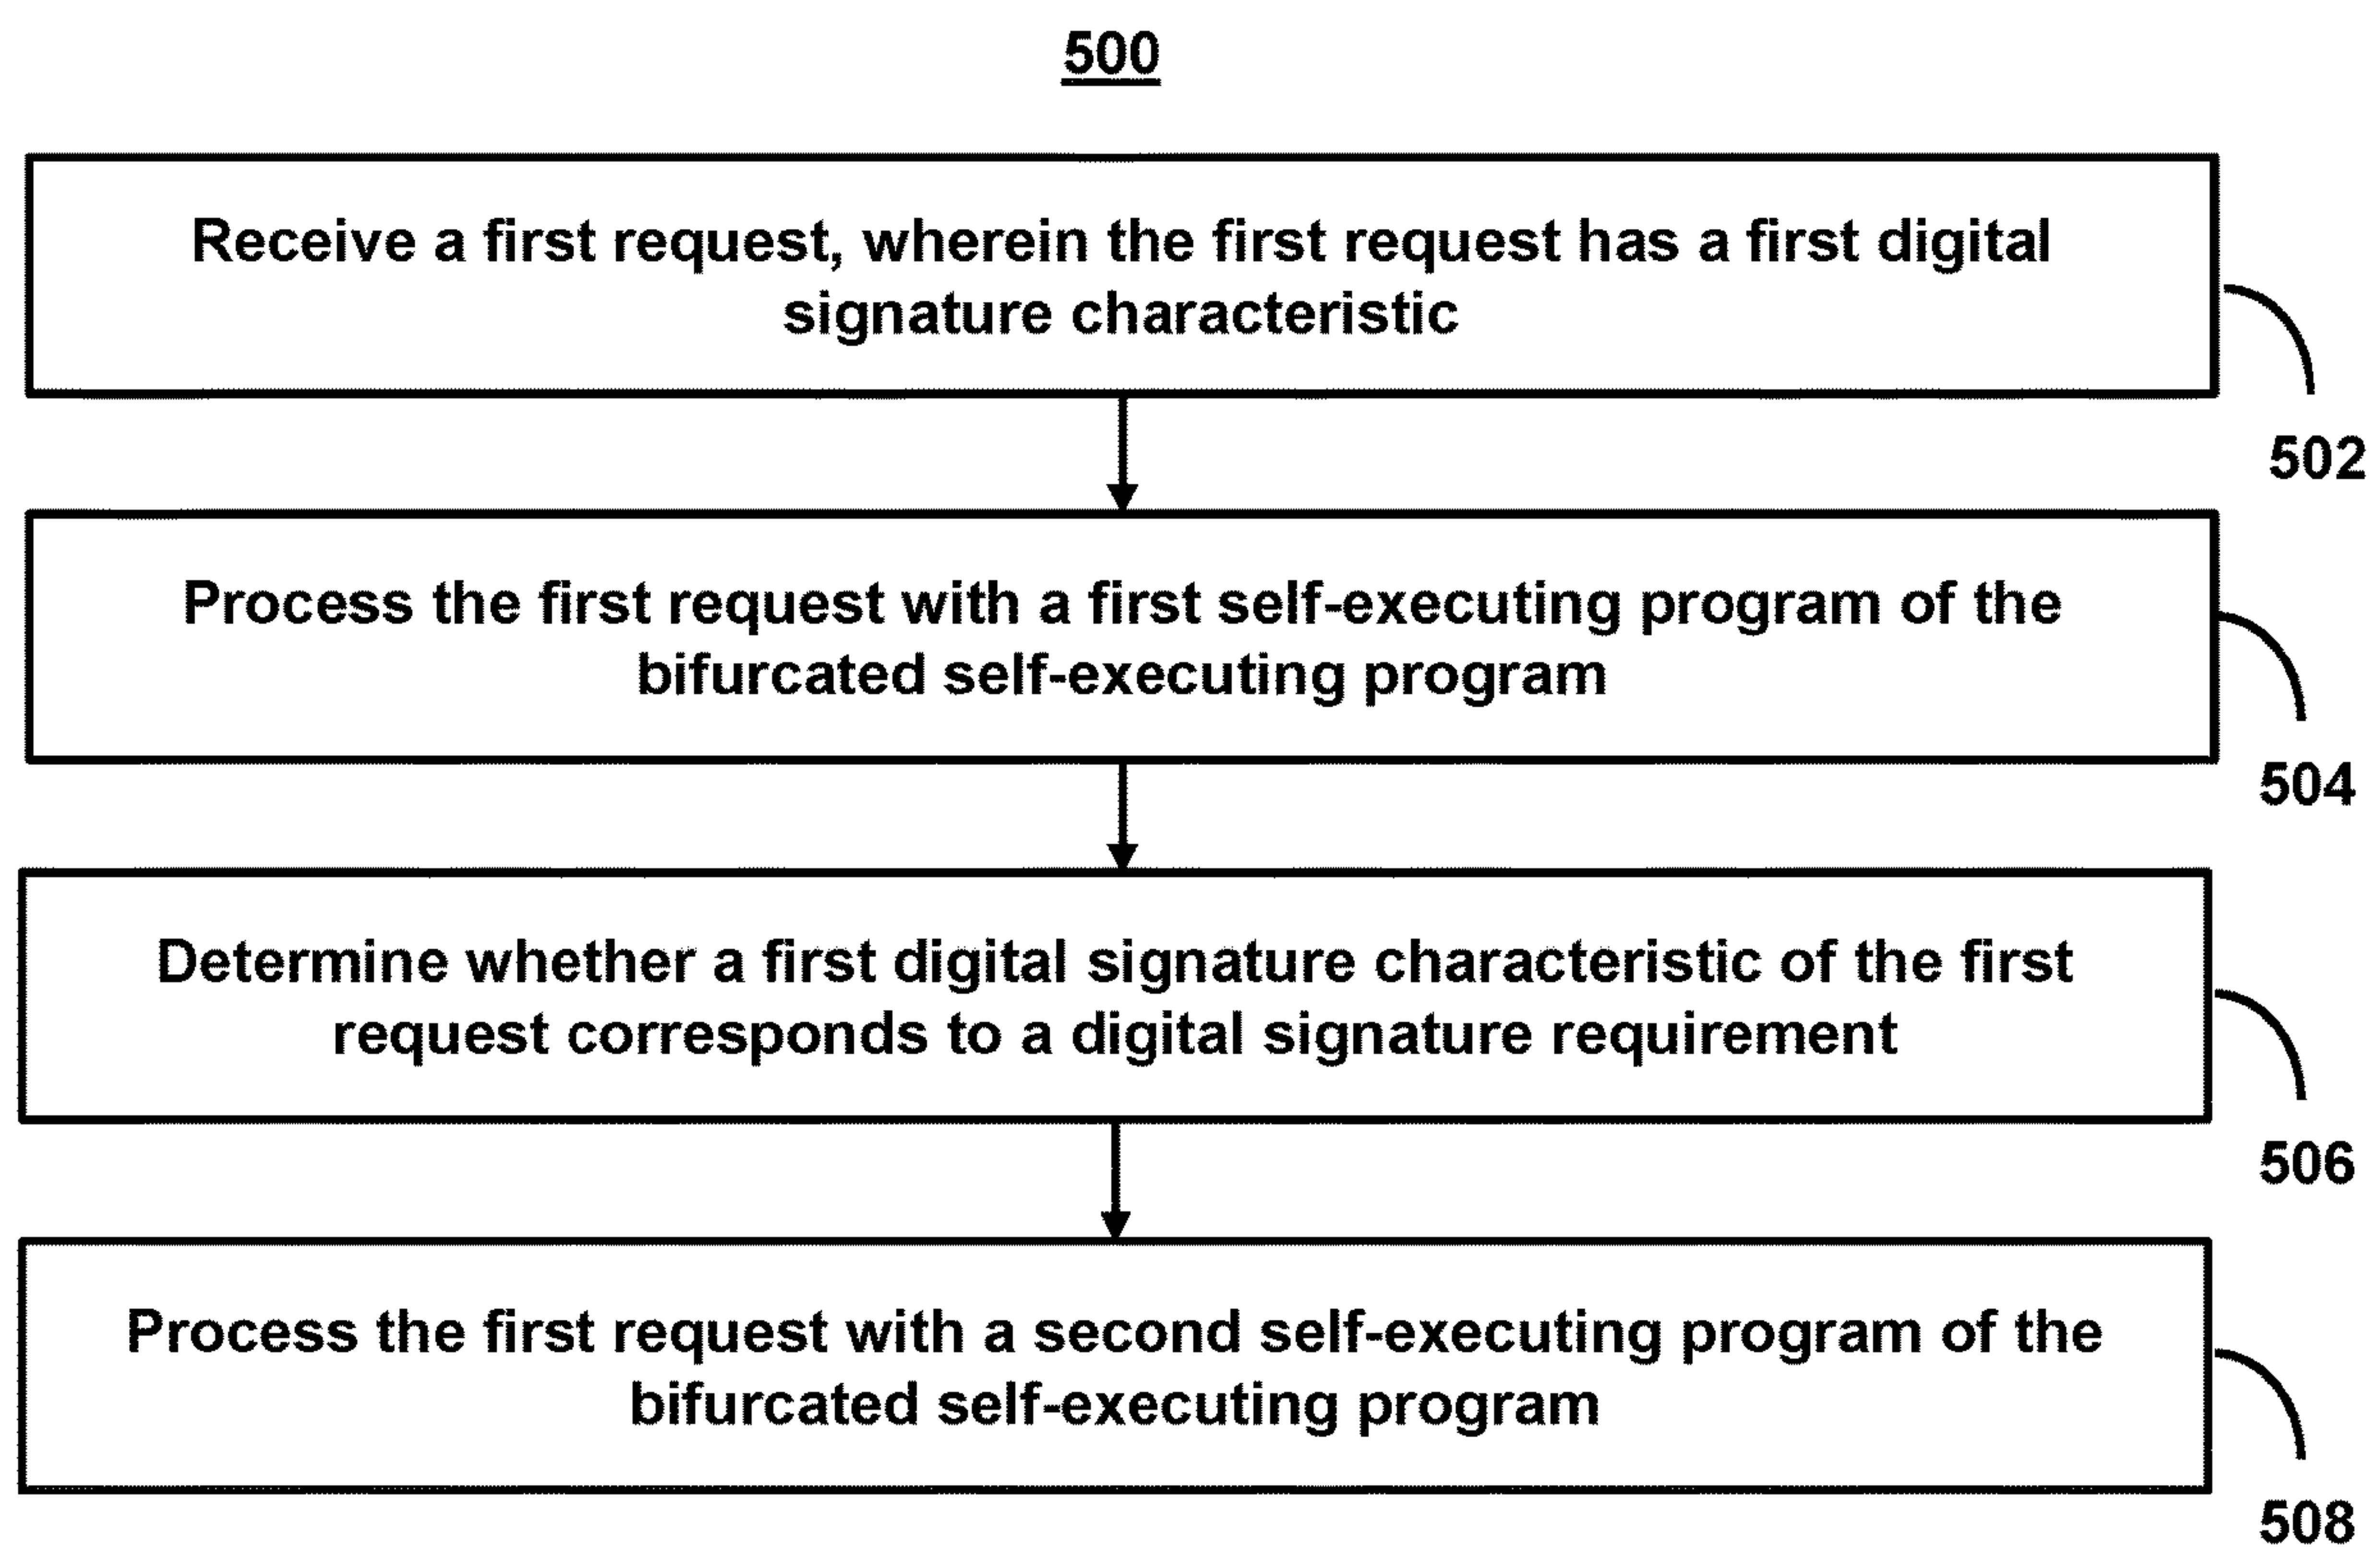 500
Receive a first request, wherein the first request has a first digital
signature characteristic
502
Process the first request with a first self-executing program of the
bifurcated self-executing program
504
Determine whether a first digital signature characteristic of the first
request corresponds to a digital signature requirement
506
Process the first request with a second self-executing program of the
bifurcated self-executing program
508